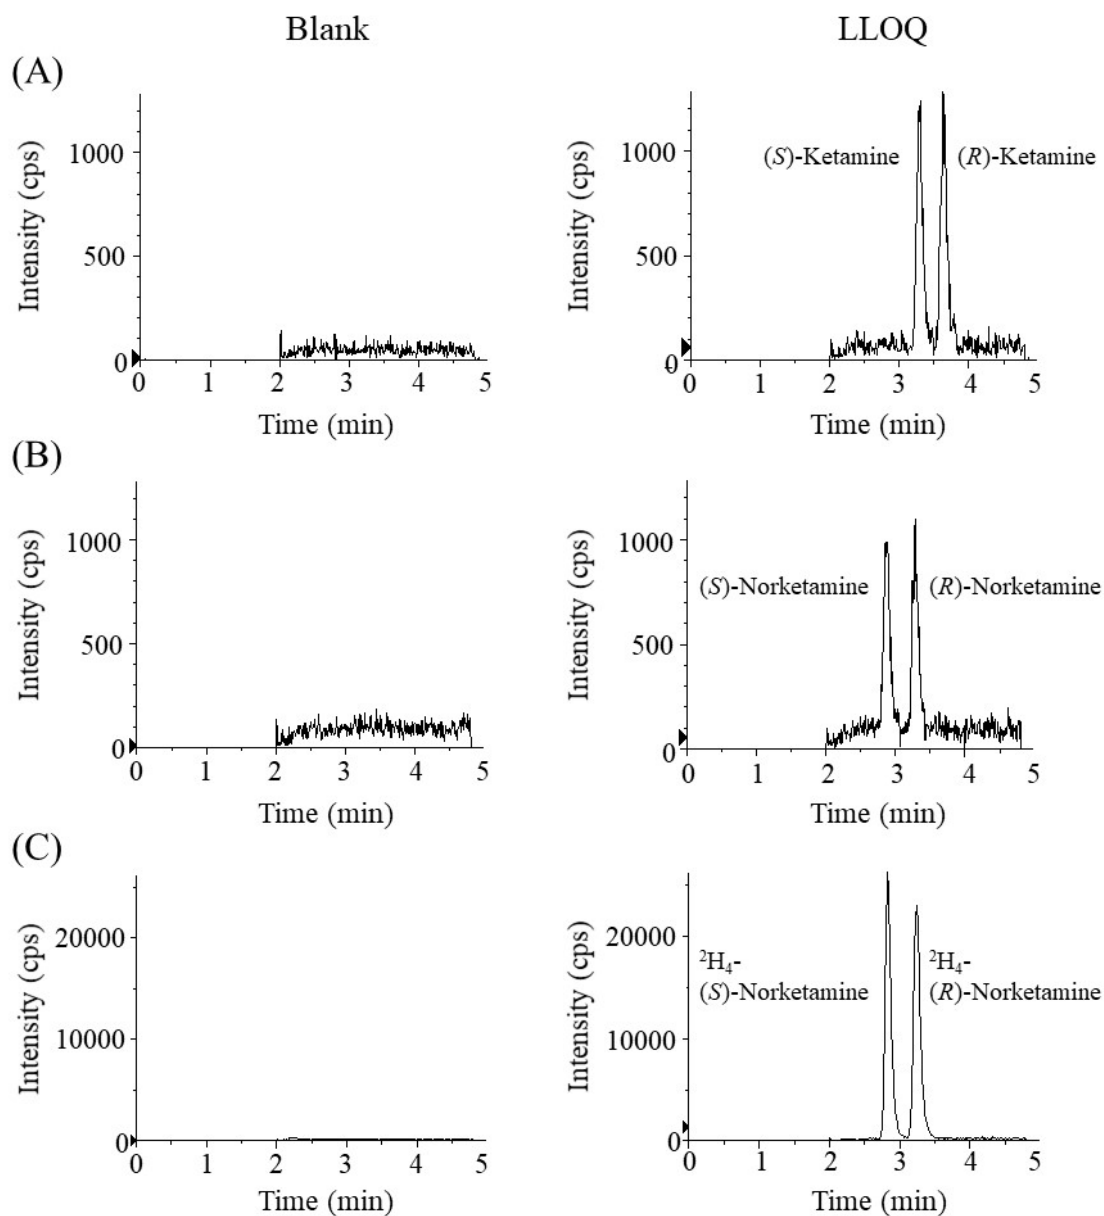 Blank
LLOQ
(A)
Intensity (cps)
1000
500
0
0 1 2 3 4 5
Time (min)
Intensity (cps)
1000
500
0
(S)-Ketamine
(R)-Ketamine
0 1 2 3 4 5
Time (min)
(B)
Intensity (cps)
1000
500
0
0 1 2 3 4 5
Time (min)
Intensity (cps)
1000
500
0
(S)-Norketamine
(R)-Norketamine
0 1 2 3 4 5
Time (min)
(C)
Intensity (cps)
20000
10000
0
0 1 2 3 4 5
Time (min)
Intensity (cps)
20000
10000
0
²H₄-
(S)-Norketamine
²H₄-
(R)-Norketamine
0 1 2 3 4 5
Time (min)